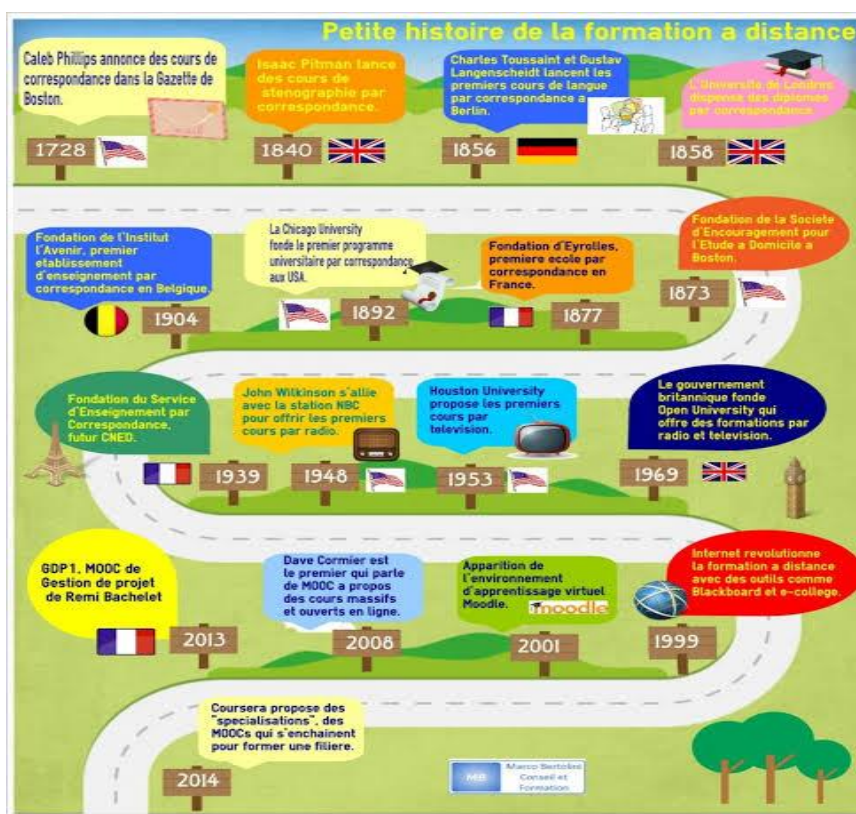 Petite histoire de la formation a distance
Caleb Phillips annonce des cours de
correspondance dans la Gazette de
Boston.
1728
Isaac Pitman lance
des cours de
stenographie par
correspondance.
1840
Charles Toussaint et Gustav
Langenscheidt lancent les
premiers cours de langue
par correspondance a
Berlin.
1856
L'Universite de Londres
dispense des diplomes
par correspondance
1858
Fondation de la Societe
d'Encouragement pour
l'Etude a Domicile a
Boston.
1873
Fondation d'Eyrolles,
premiere ecole par
correspondance en
France.
1877
La Chicago University
fonde le premier programme
universitaire par correspondance
aux USA.
1892
Fondation de l'Institut
l'Avenir, premier
etablissement
d'enseignement par
correspondance en Belgique.
1904
Fondation du Service
d'Enseignement par
Correspondance,
futur CNED.
1939
John Wilkinson s'allie
avec la station NBC
pour offrir les premiers
cours par radio.
1948
Houston University
propose les premiers
cours par
television.
1953
Le gouvernement
britannique fonde
Open University qui
offre des formations par
radio et television.
1969
Internet revolutionne
la formation a distance
avec des outils comme
Blackboard et e-college.
1999
Apparition de
l'environnement
d'apprentissage virtuel
Moodle.
moodle
2001
Dave Cormier est
le premier qui parle
de MOOC a propos
des cours massifs
et ouverts en ligne.
2008
GDP1, MOOC de
Gestion de projet
de Remi Bachelet
2013
Coursera propose des
"specialisations", des
MOOCs qui s'enchainent
pour former une filiere.
2014
MB
Marco Bertolini
Conseil et
Formation